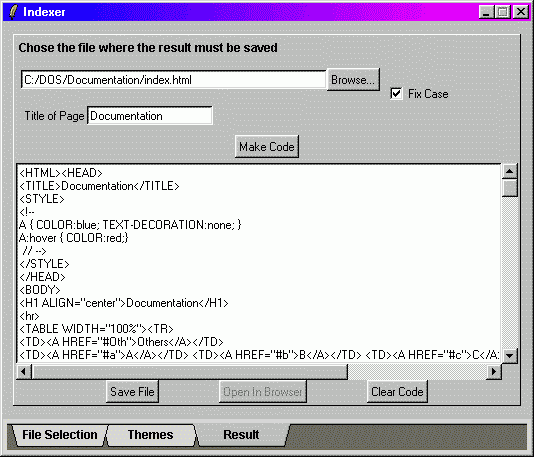 Indexer
Chose the file where the result must be saved
C:/DOS/Documentation/index.html
Browse...
Fix Case
Title of Page
Documentation
Make Code
<HTML><HEAD>
<TITLE>Documentation</TITLE>
<STYLE>
<!--
A { COLOR:blue; TEXT-DECORATION:none; }
A:hover { COLOR:red;}
// -->
</STYLE>
</HEAD>
<BODY>
<H1 ALIGN="center">Documentation</H1>
<hr>
<TABLE WIDTH="100%"><TR>
<TD><A HREF="#Oth">Others</A></TD>
<TD><A HREF="#a">A</A></TD> <TD><A HREF="#b">B</A></TD> <TD><A HREF="#c">C</A>
Save File
Open In Browser
Clear Code
File Selection
Themes
Result